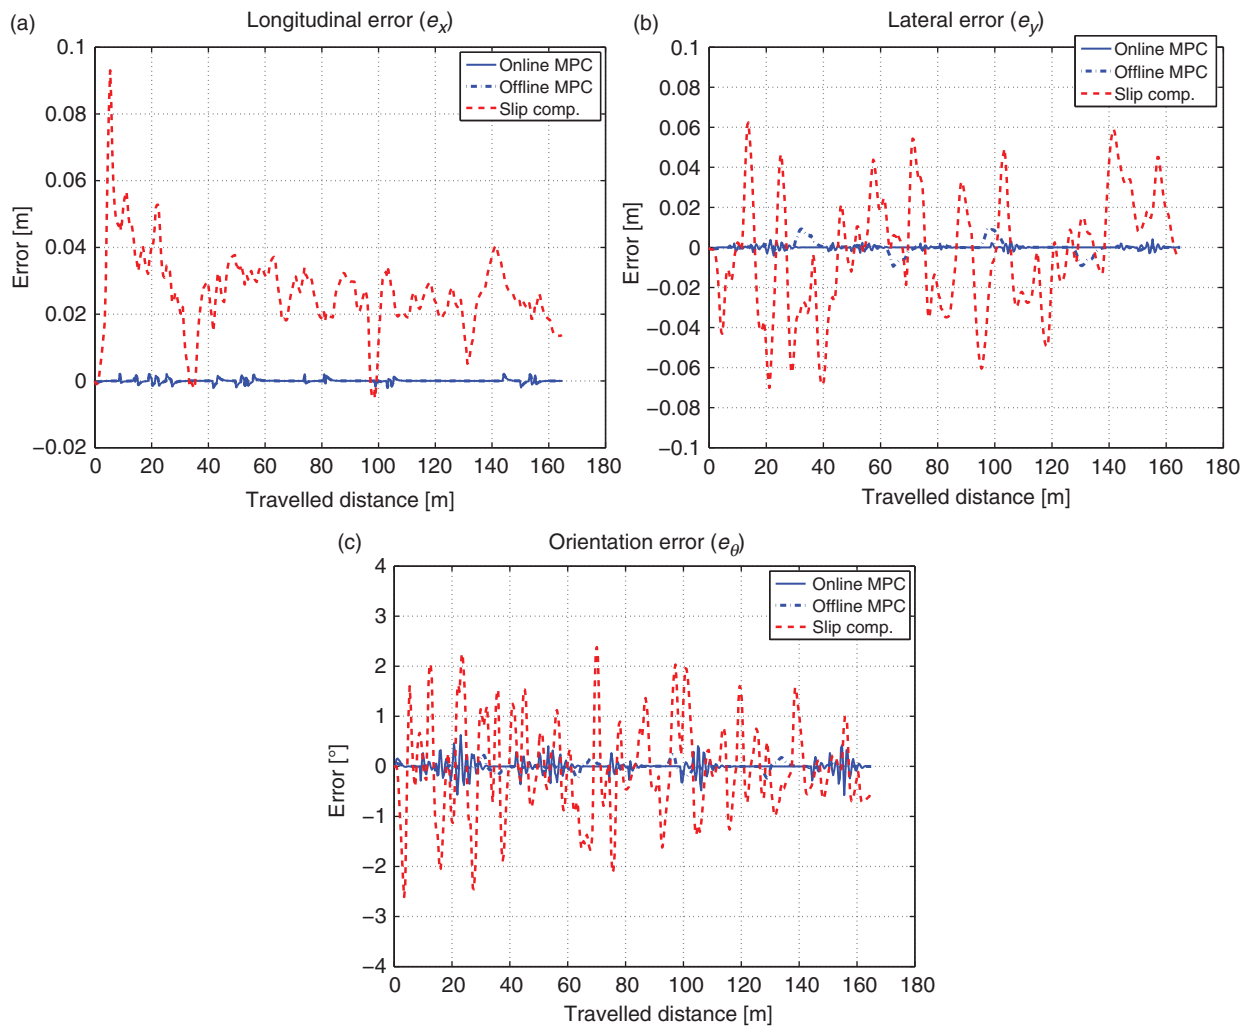 (a)
Longitudinal error (eₓ)
0.1
0.08
0.06
0.04
0.02
0
−0.02
Error [m]
Online MPC
Offline MPC
Slip comp.
0 20 40 60 80 100 120 140 160 180
Travelled distance [m]
(b)
Lateral error (e_y)
0.1
0.08
0.06
0.04
0.02
0
−0.02
−0.04
−0.06
−0.08
−0.1
Error [m]
Online MPC
Offline MPC
Slip comp.
0 20 40 60 80 100 120 140 160 180
Travelled distance [m]
(c)
Orientation error (e_θ)
4
3
2
1
0
−1
−2
−3
−4
Error [°]
Online MPC
Offline MPC
Slip comp.
0 20 40 60 80 100 120 140 160 180
Travelled distance [m]